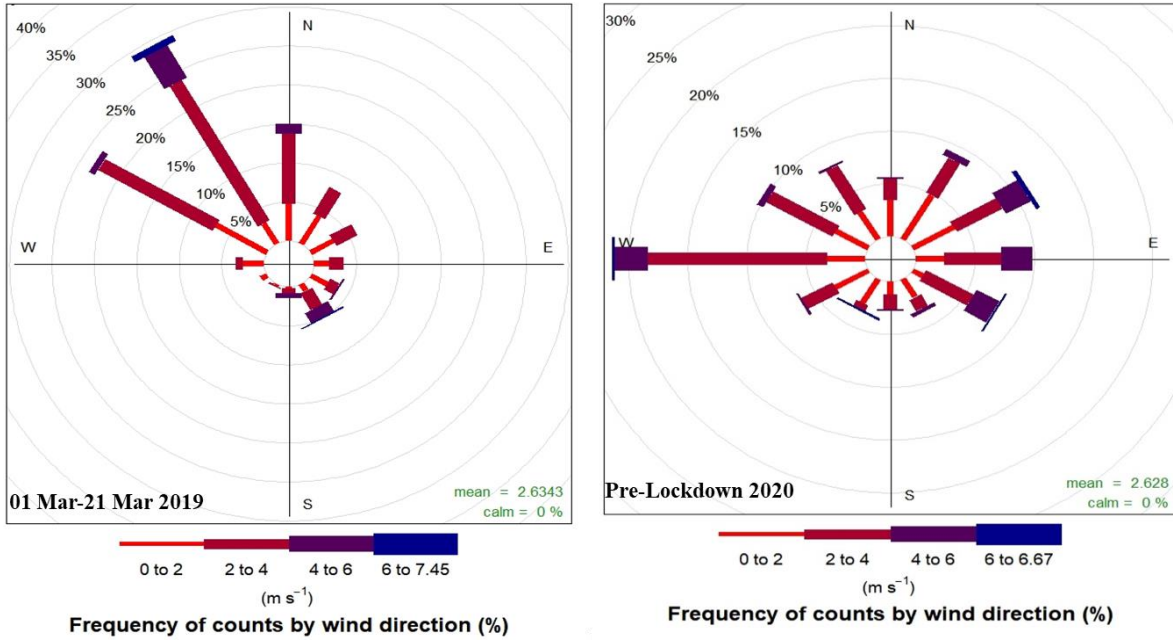 40%
35%
30%
25%
20%
15%
10%
5%
N
W
E
S
01 Mar-21 Mar 2019
mean = 2.6343
calm = 0 %
0 to 2 2 to 4 4 to 6 6 to 7.45
(m s⁻¹)
Frequency of counts by wind direction (%)
30%
25%
20%
15%
10%
5%
N
W
E
S
Pre-Lockdown 2020
mean = 2.628
calm = 0 %
0 to 2 2 to 4 4 to 6 6 to 6.67
(m s⁻¹)
Frequency of counts by wind direction (%)